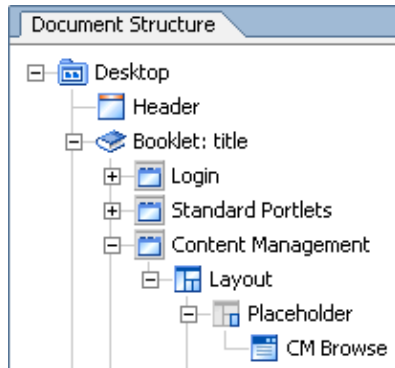 Document Structure
Desktop
Header
Booklet: title
Login
Standard Portlets
Content Management
Layout
Placeholder
CM Browse